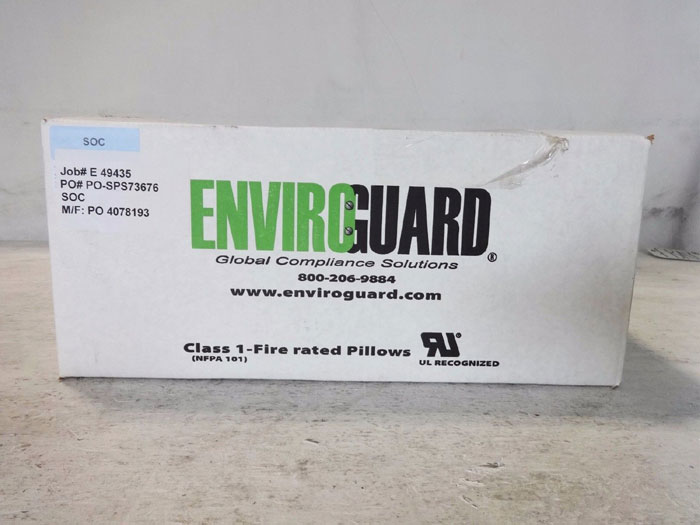 SOC
Job# E 49435
PO# PO-SPS73676
SOC
M/F: PO 4078193
ENVIROGUARD®
Global Compliance Solutions
800-206-9884
www.enviroguard.com
Class 1-Fire rated Pillows
(NFPA 101)
RU®
UL RECOGNIZED